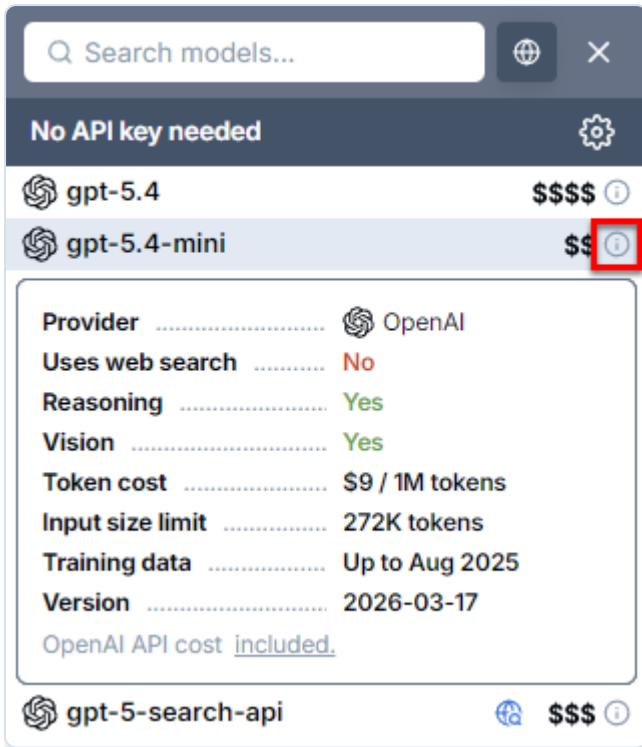 Search models...
No API key needed
gpt-5.4 $$$$
gpt-5.4-mini $$
Provider OpenAI
Uses web search No
Reasoning Yes
Vision Yes
Token cost $9 / 1M tokens
Input size limit 272K tokens
Training data Up to Aug 2025
Version 2026-03-17
OpenAI API cost included.
gpt-5-search-api $$$